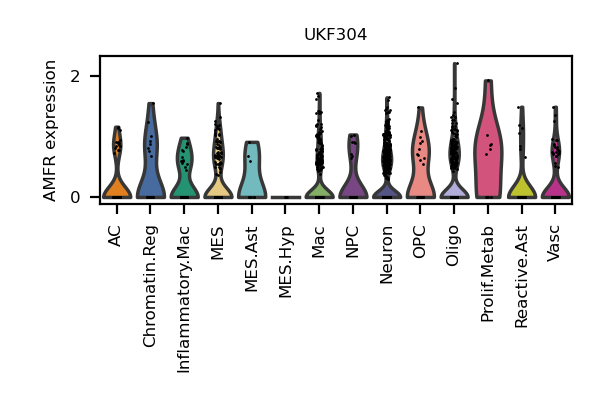 UKF304
AMFR expression
2
0
AC
Chromatin.Reg
Inflammatory.Mac
MES
MES.Ast
MES.Hyp
Mac
NPC
Neuron
OPC
Oligo
Prolif.Metab
Reactive.Ast
Vasc